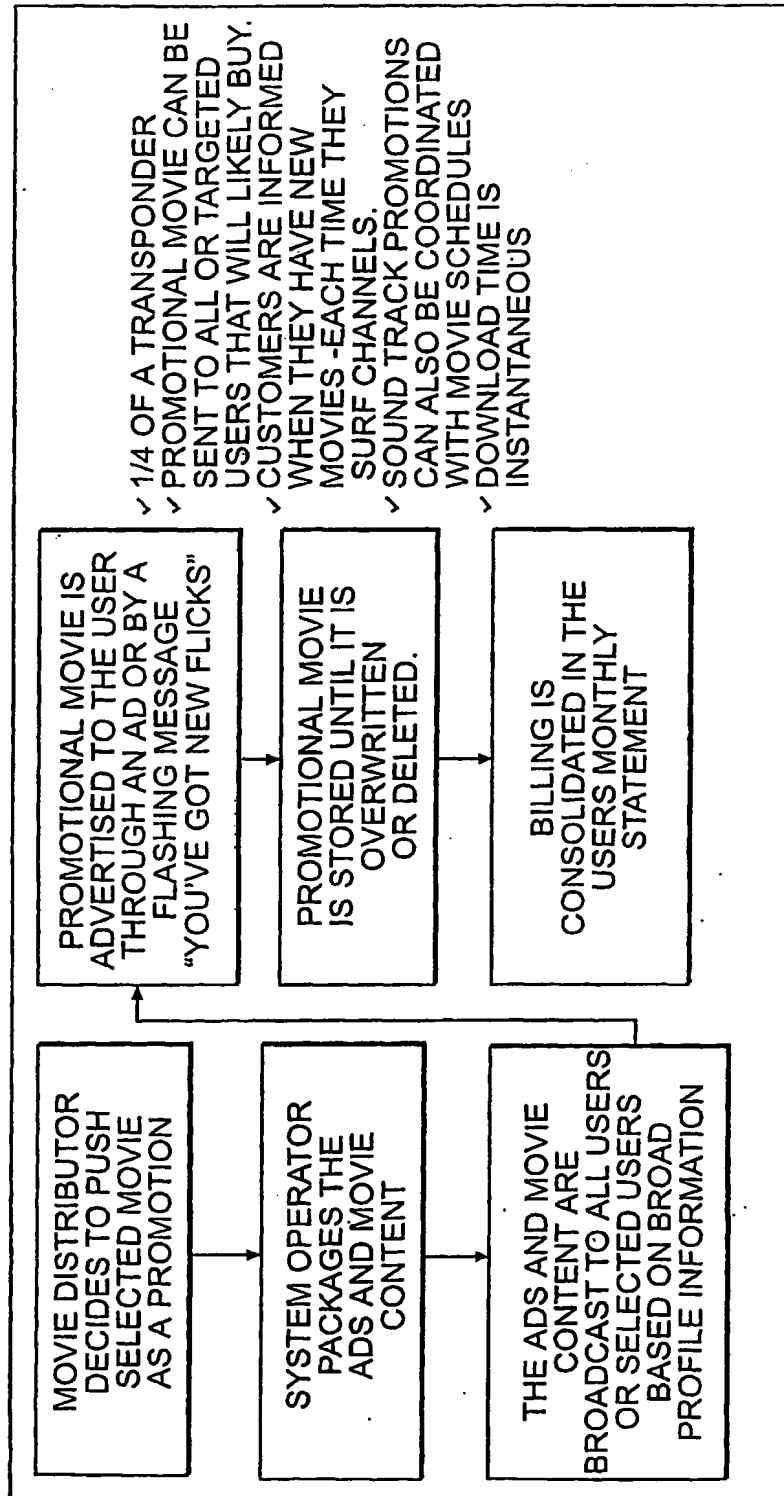 MOVIE DISTRIBUTOR
DECIDES TO PUSH
SELECTED MOVIE
AS A PROMOTION
SYSTEM OPERATOR
PACKAGES THE
ADS AND MOVIE
CONTENT
THE ADS AND MOVIE
CONTENT ARE
BROADCAST TO ALL USERS
OR SELECTED USERS
BASED ON BROAD
PROFILE INFORMATION
PROMOTIONAL MOVIE IS
ADVERTISED TO THE USER
THROUGH AN AD OR BY A
FLASHING MESSAGE
“YOU'VE GOT NEW FLICKS”
PROMOTIONAL MOVIE
IS STORED UNTIL IT IS
OVERWRITTEN
OR DELETED.
BILLING IS
CONSOLIDATED IN THE
USERS MONTHLY
STATEMENT
✓ 1/4 OF A TRANSPONDER
✓ PROMOTIONAL MOVIE CAN BE
SENT TO ALL OR TARGETED
USERS THAT WILL LIKELY BUY.
✓ CUSTOMERS ARE INFORMED
WHEN THEY HAVE NEW
MOVIES -EACH TIME THEY
SURF CHANNELS.
✓ SOUND TRACK PROMOTIONS
CAN ALSO BE COORDINATED
WITH MOVIE SCHEDULES
✓ DOWNLOAD TIME IS
INSTANTANEOUS